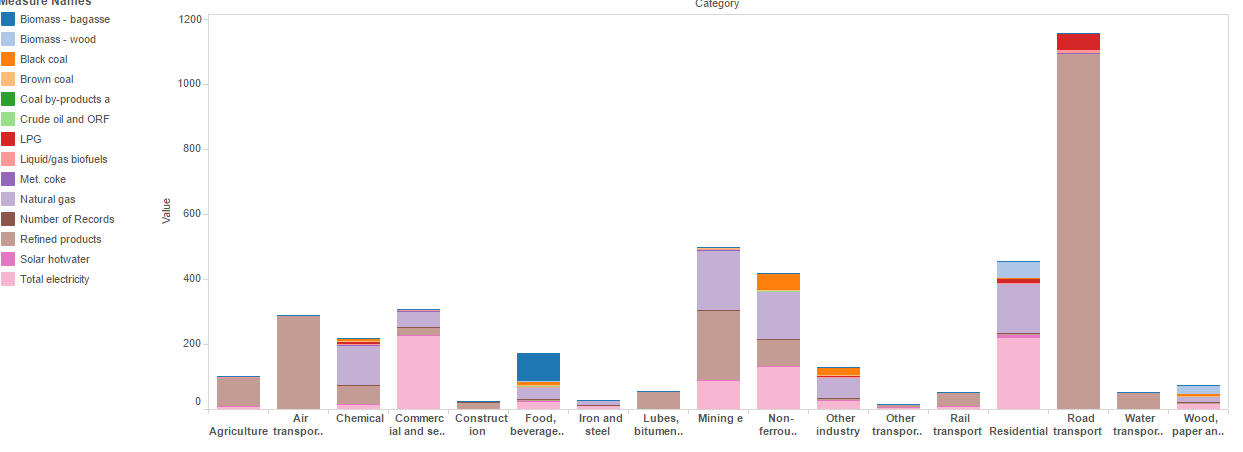 Measure Names
Biomass - bagasse
Biomass - wood
Black coal
Brown coal
Coal by-products a
Crude oil and ORF
LPG
Liquid/gas biofuels
Met. coke
Natural gas
Number of Records
Refined products
Solar hotwater
Total electricity
Category
Value
1200
1000
800
600
400
200
0
Agriculture
Air
transpor..
Chemical
Commerc
ial and se..
Construct
ion
Food,
beverage..
Iron and
steel
Lubes,
bitumen..
Mining e
Non-
ferrou..
Other
industry
Other
transpor..
Rail
transport
Residential
Road
transport
Water
transpor..
Wood,
paper an..